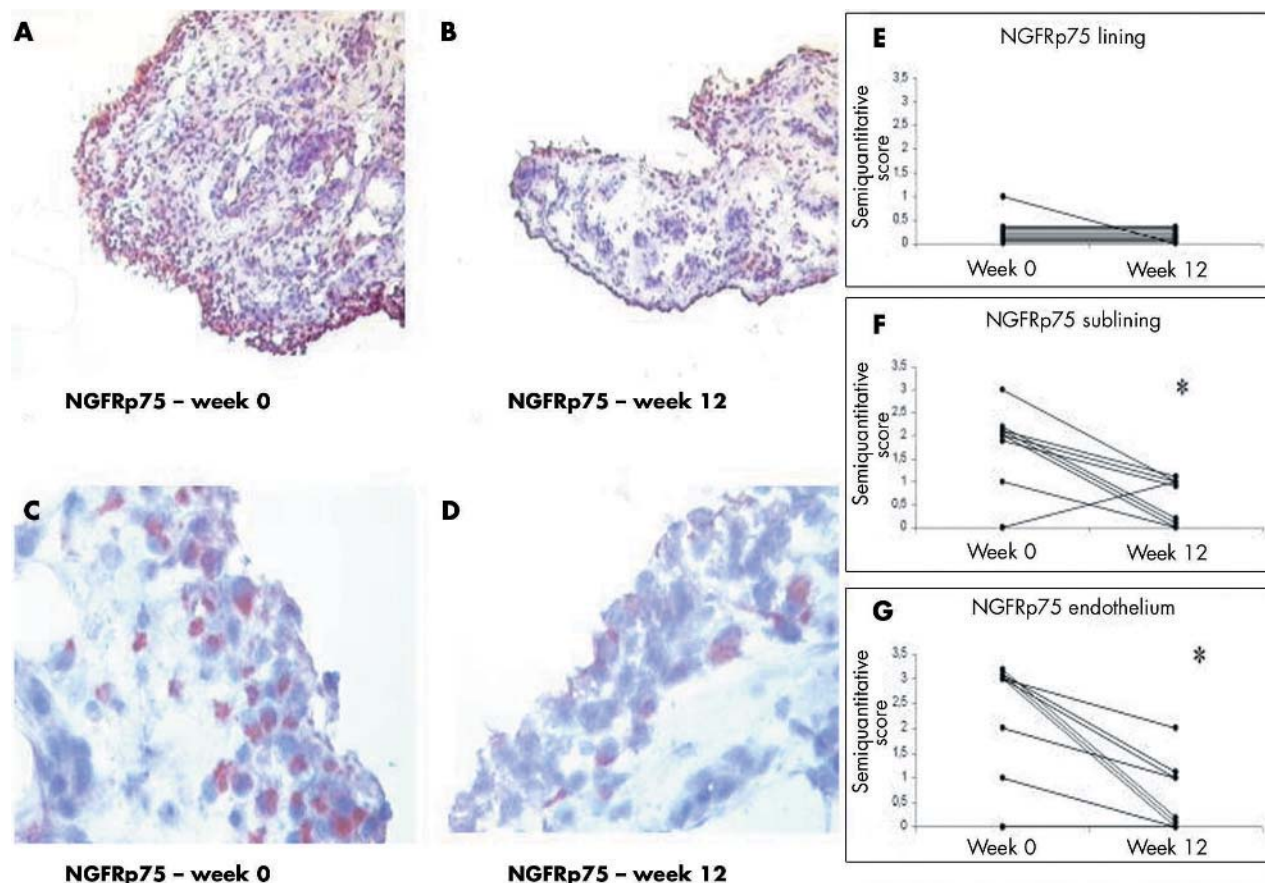 A
B
NGFRp75 – week 0
NGFRp75 – week 12
C
D
NGFRp75 – week 0
NGFRp75 – week 12
E
NGFRp75 lining
Semiquantitative
score
3,5
3
2,5
2
1,5
1
0,5
0
Week 0
Week 12
F
NGFRp75 sublining
*
Semiquantitative
score
3,5
3
2,5
2
1,5
1
0,5
0
Week 0
Week 12
G
NGFRp75 endothelium
*
Semiquantitative
score
3,5
3
2,5
2
1,5
1
0,5
0
Week 0
Week 12